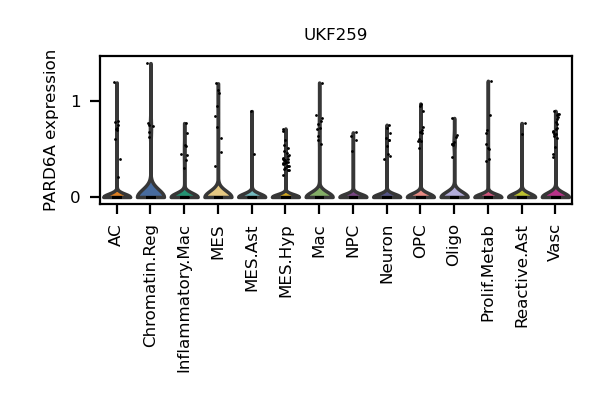 UKF259
PARD6A expression
1
0
AC
Chromatin.Reg
Inflammatory.Mac
MES
MES.Ast
MES.Hyp
Mac
NPC
Neuron
OPC
Oligo
Prolif.Metab
Reactive.Ast
Vasc